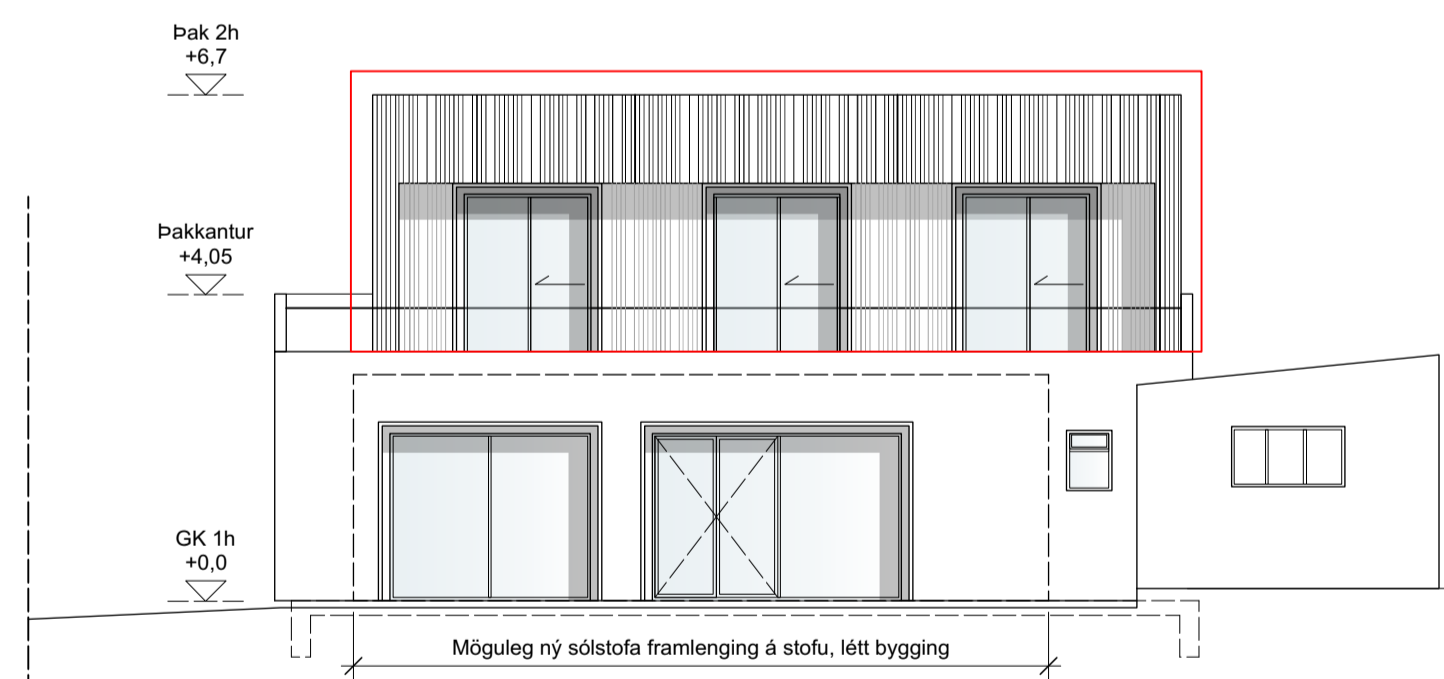 Þak 2h
+6,7
Þakkantur
+4,05
GK 1h
+0,0
Möguleg ný sólstofa framlenging á stofu, létt bygging